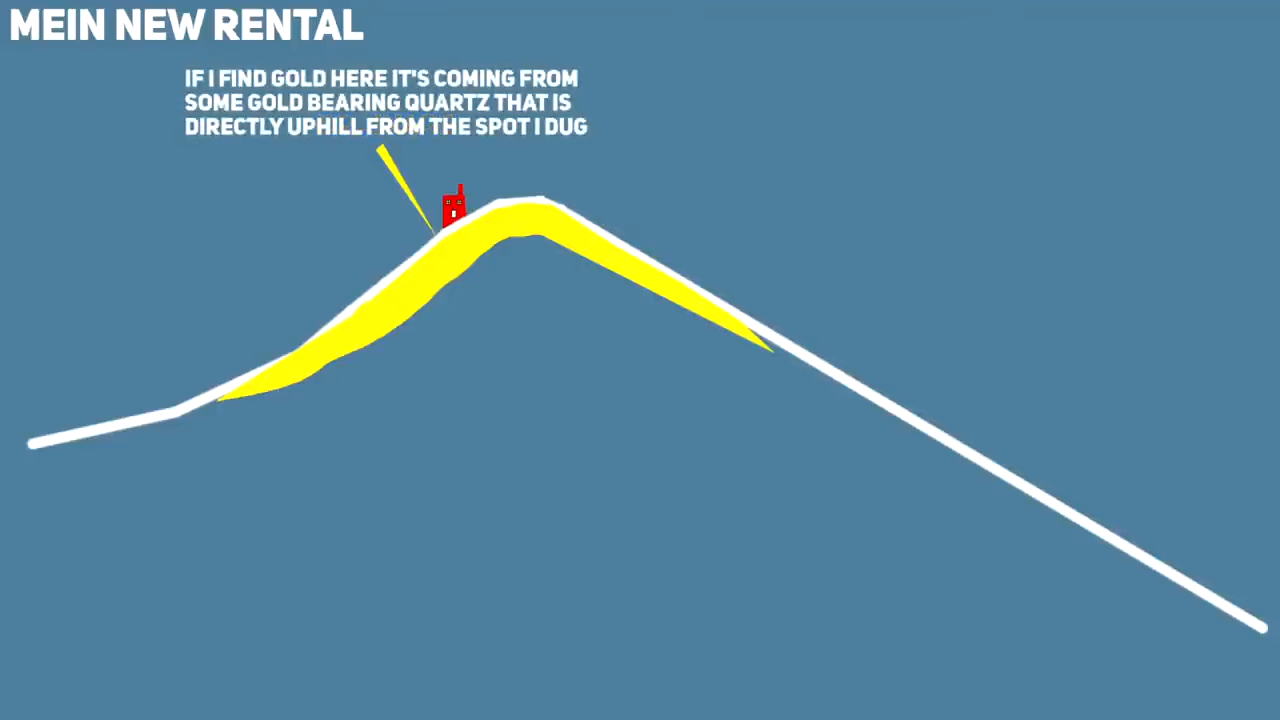 MEIN NEW RENTAL
IF I FIND GOLD HERE IT'S COMING FROM
SOME GOLD BEARING QUARTZ THAT IS
DIRECTLY UPHILL FROM THE SPOT I DUG